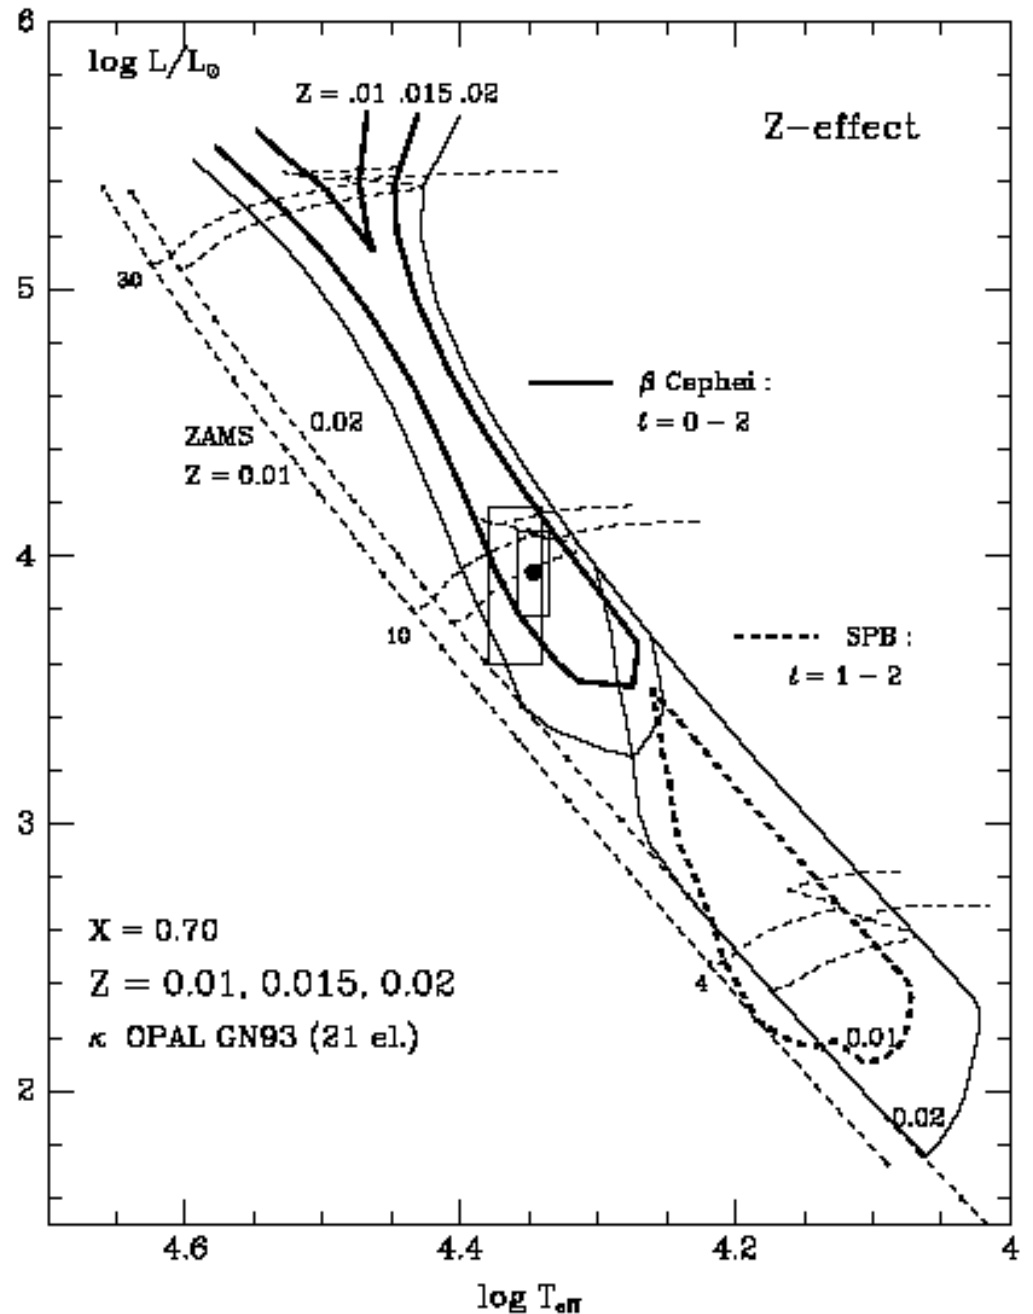 6
log L/L⊙
Z = .01 .015 .02
Z-effect
30
5
β Cephei :
ℓ = 0 - 2
0.02
ZAMS
Z = 0.01
4
10
SPB :
ℓ = 1 - 2
3
X = 0.70
Z = 0.01, 0.015, 0.02
κ OPAL GN93 (21 el.)
4
0.01
2
0.02
4.6 4.4 4.2 4
log Teff